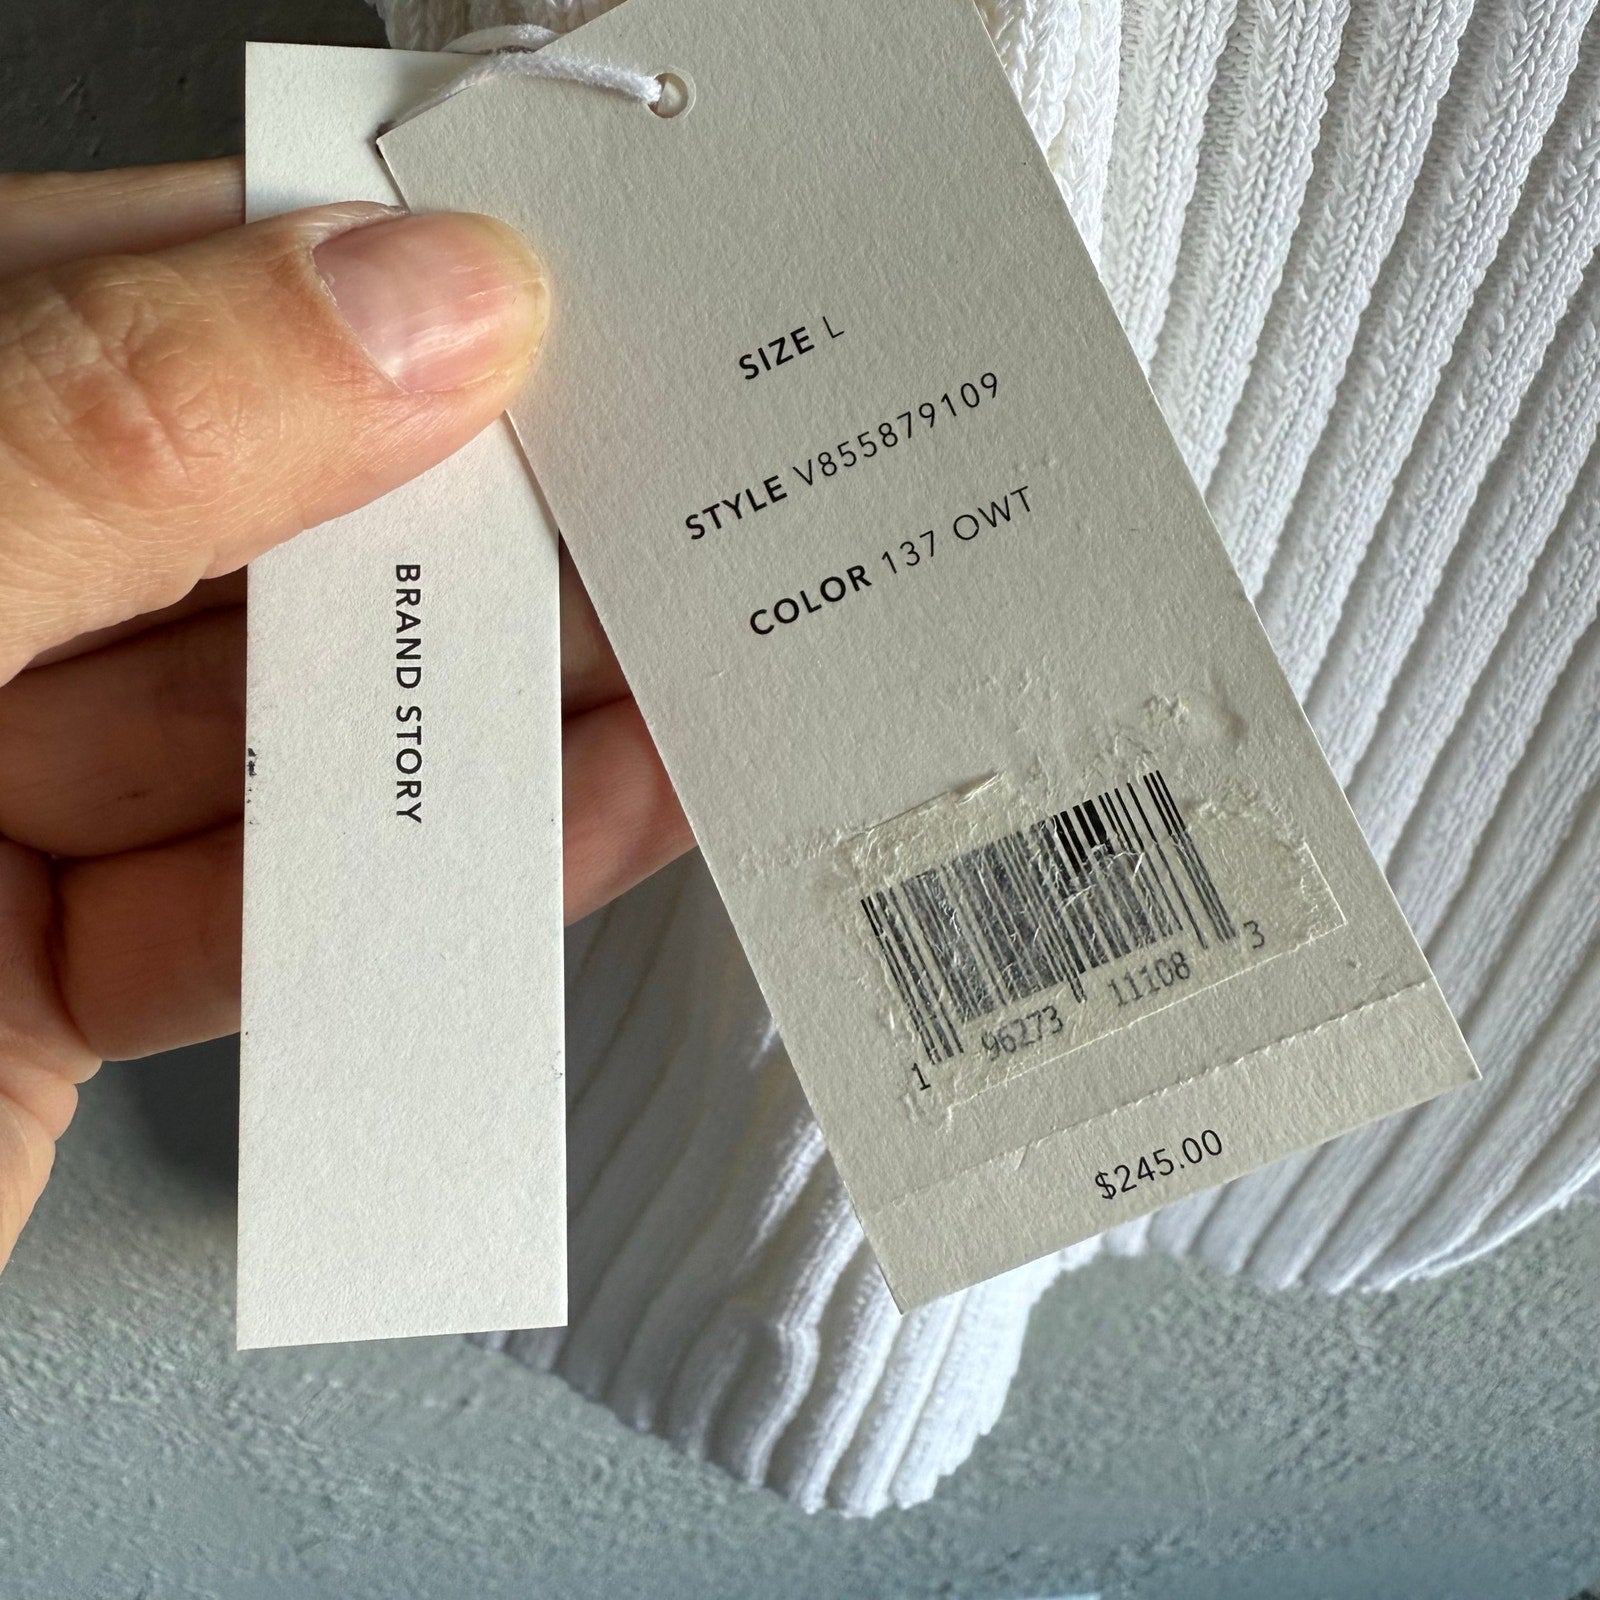 BRAND STORY
SIZE L
STYLE V855879109
COLOR 137 OWT
1 96273 11108 3
$245.00